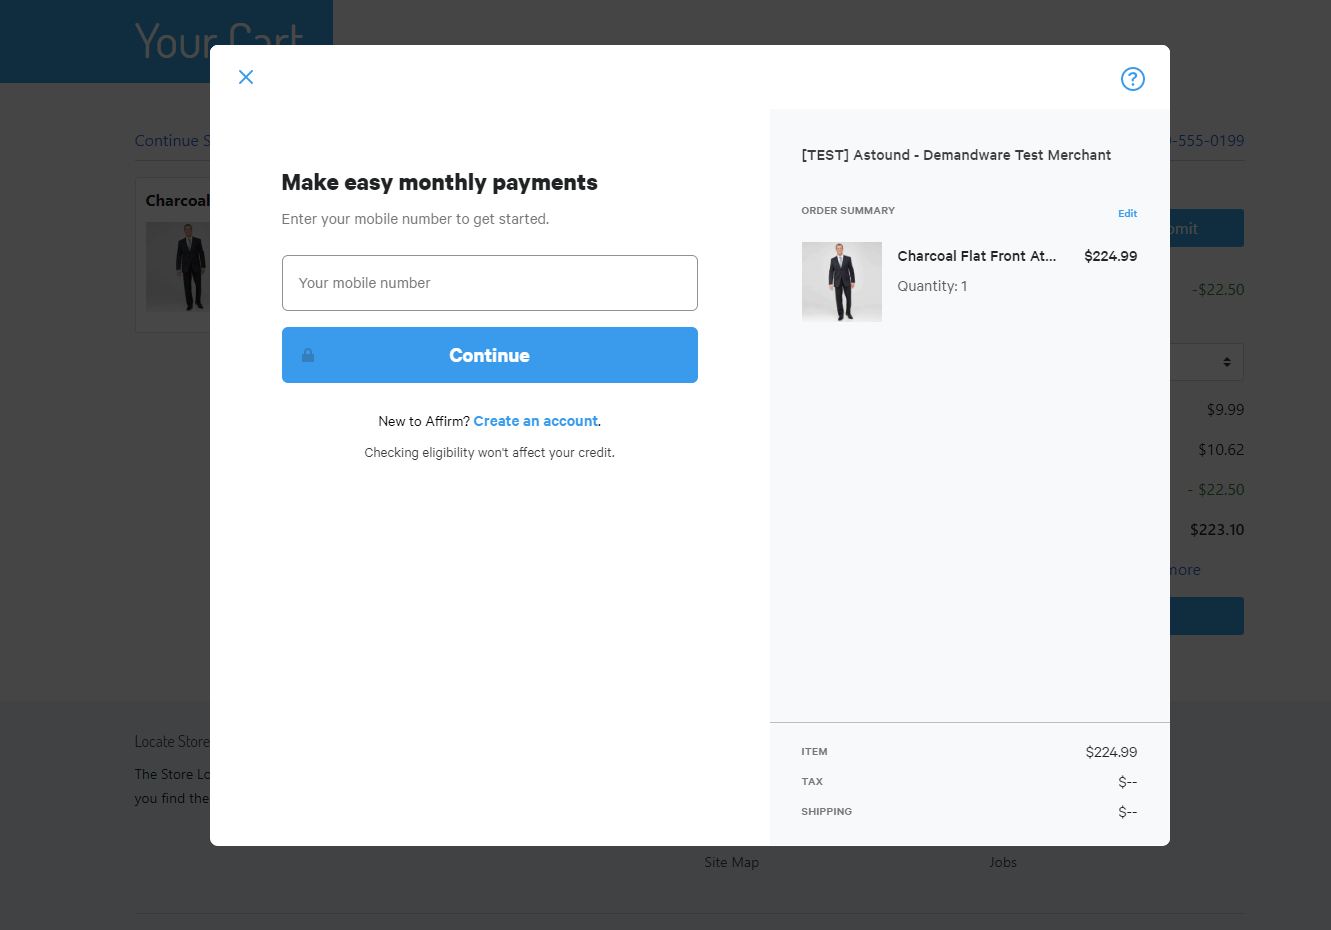 Your Cart
Continue S
-555-0199
Charcoal
mit
-$22.50
$9.99
$10.62
- $22.50
$223.10
more
Make easy monthly payments
Enter your mobile number to get started.
Your mobile number
Continue
New to Affirm? Create an account.
Checking eligibility won't affect your credit.
?
[TEST] Astound - Demandware Test Merchant
ORDER SUMMARY
Edit
Charcoal Flat Front At... $224.99
Quantity: 1
ITEM $224.99
TAX $--
SHIPPING $--
Locate Store
The Store Lo
you find the
Site Map
Jobs